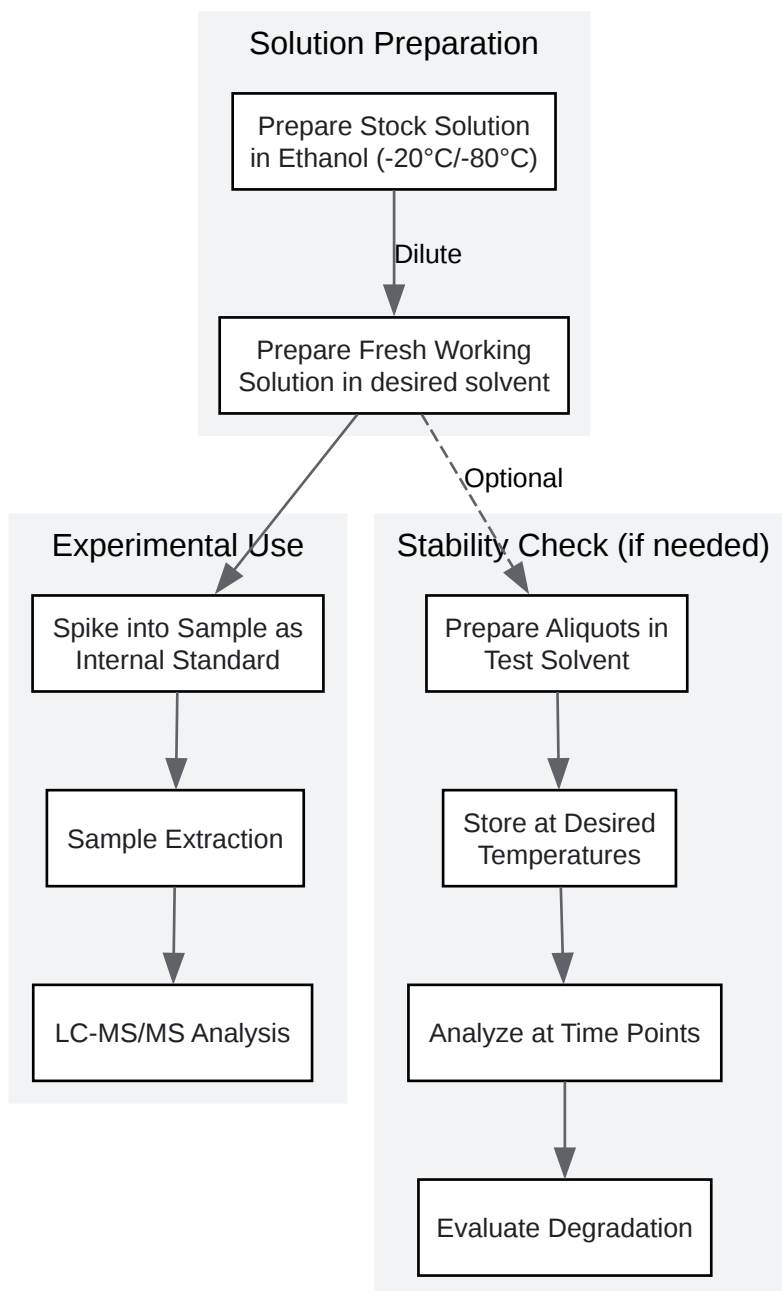 Solution Preparation
Prepare Stock Solution
in Ethanol (-20°C/-80°C)
Dilute
Prepare Fresh Working
Solution in desired solvent
Optional
Experimental Use
Spike into Sample as
Internal Standard
Sample Extraction
LC-MS/MS Analysis
Stability Check (if needed)
Prepare Aliquots in
Test Solvent
Store at Desired
Temperatures
Analyze at Time Points
Evaluate Degradation